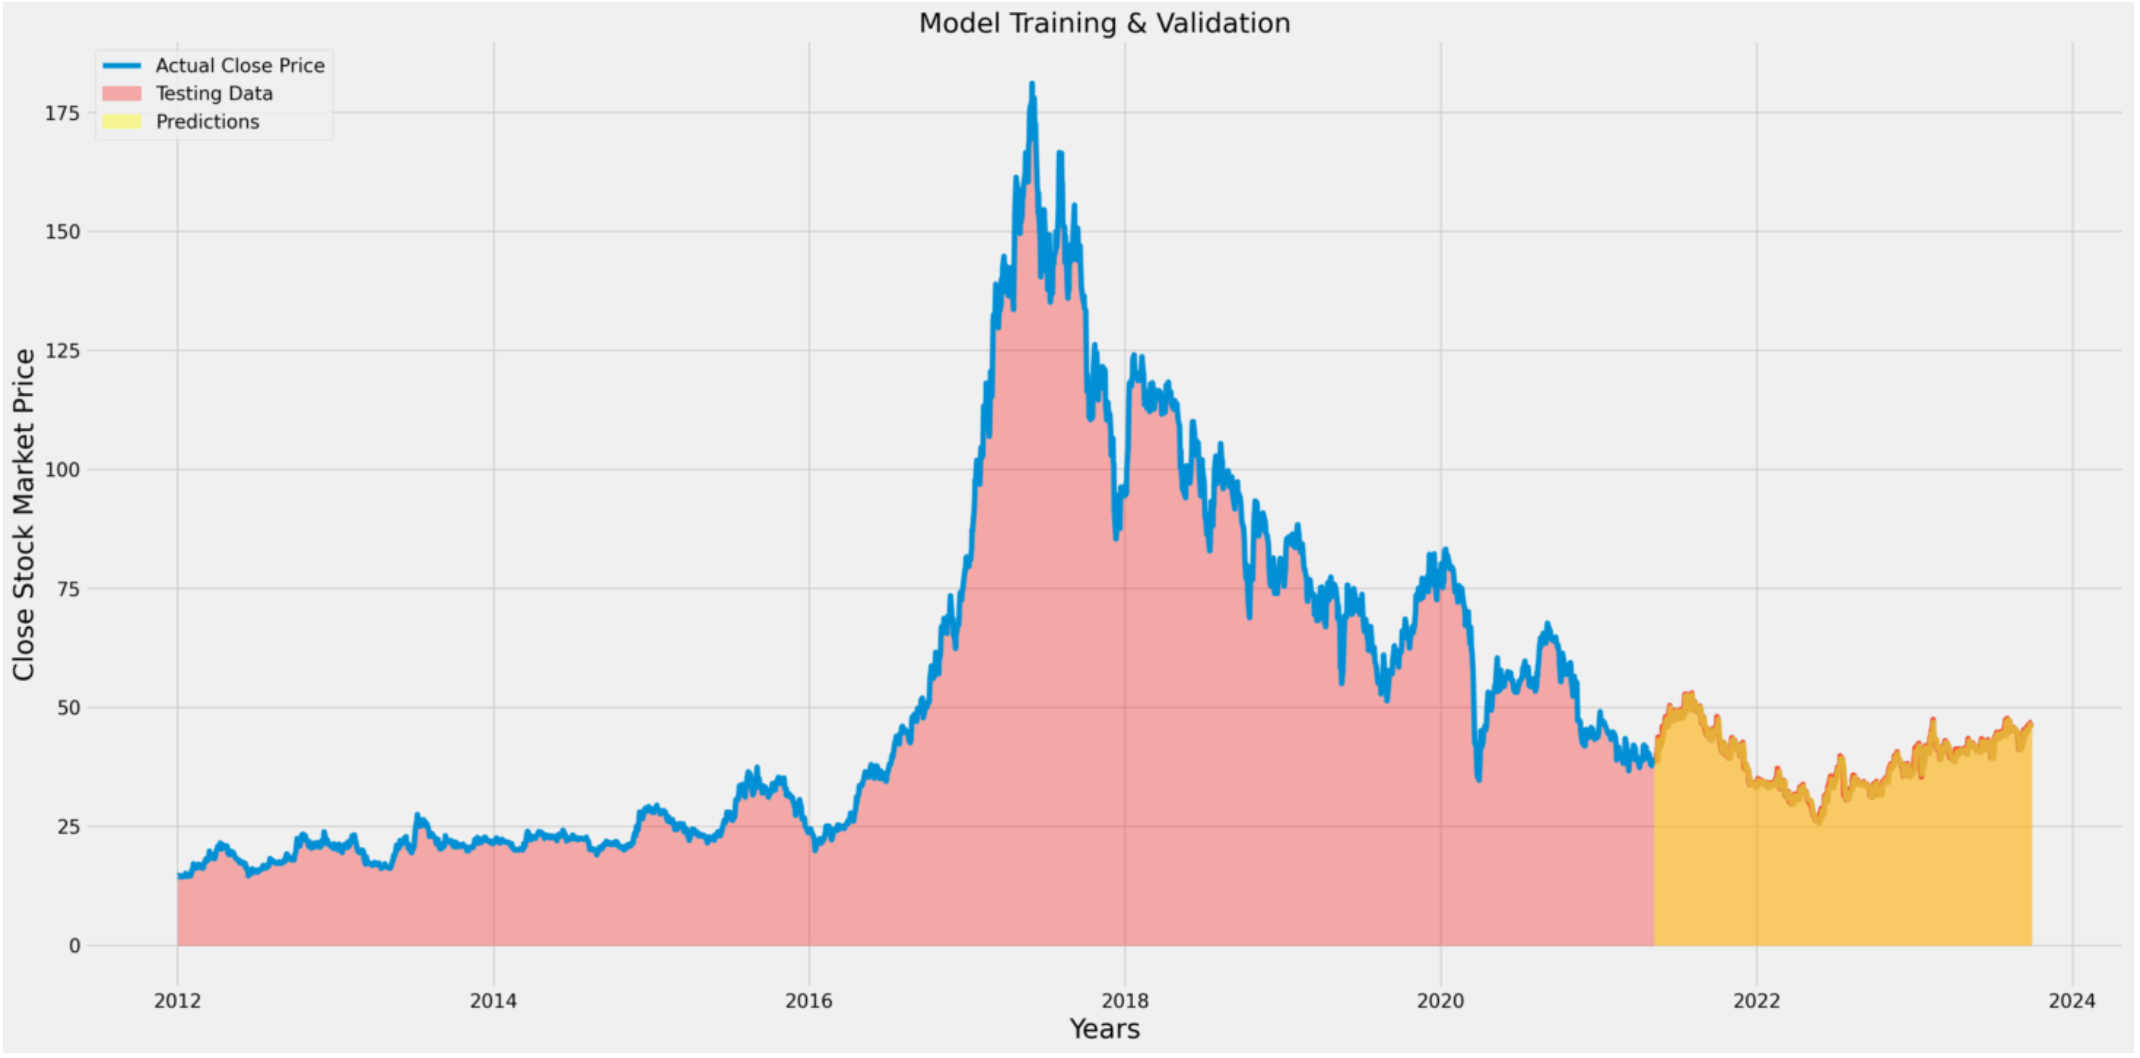 Model Training & Validation
Actual Close Price
Testing Data
Predictions
175
150
125
100
75
50
25
0
Close Stock Market Price
2012 2014 2016 2018 2020 2022 2024
Years